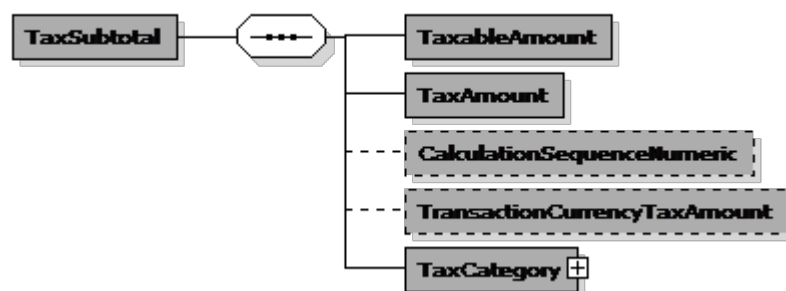 TaxSubtotal
TaxableAmount
TaxAmount
CalculationSequenceNumeric
TransactionCurrencyTaxAmount
TaxCategory